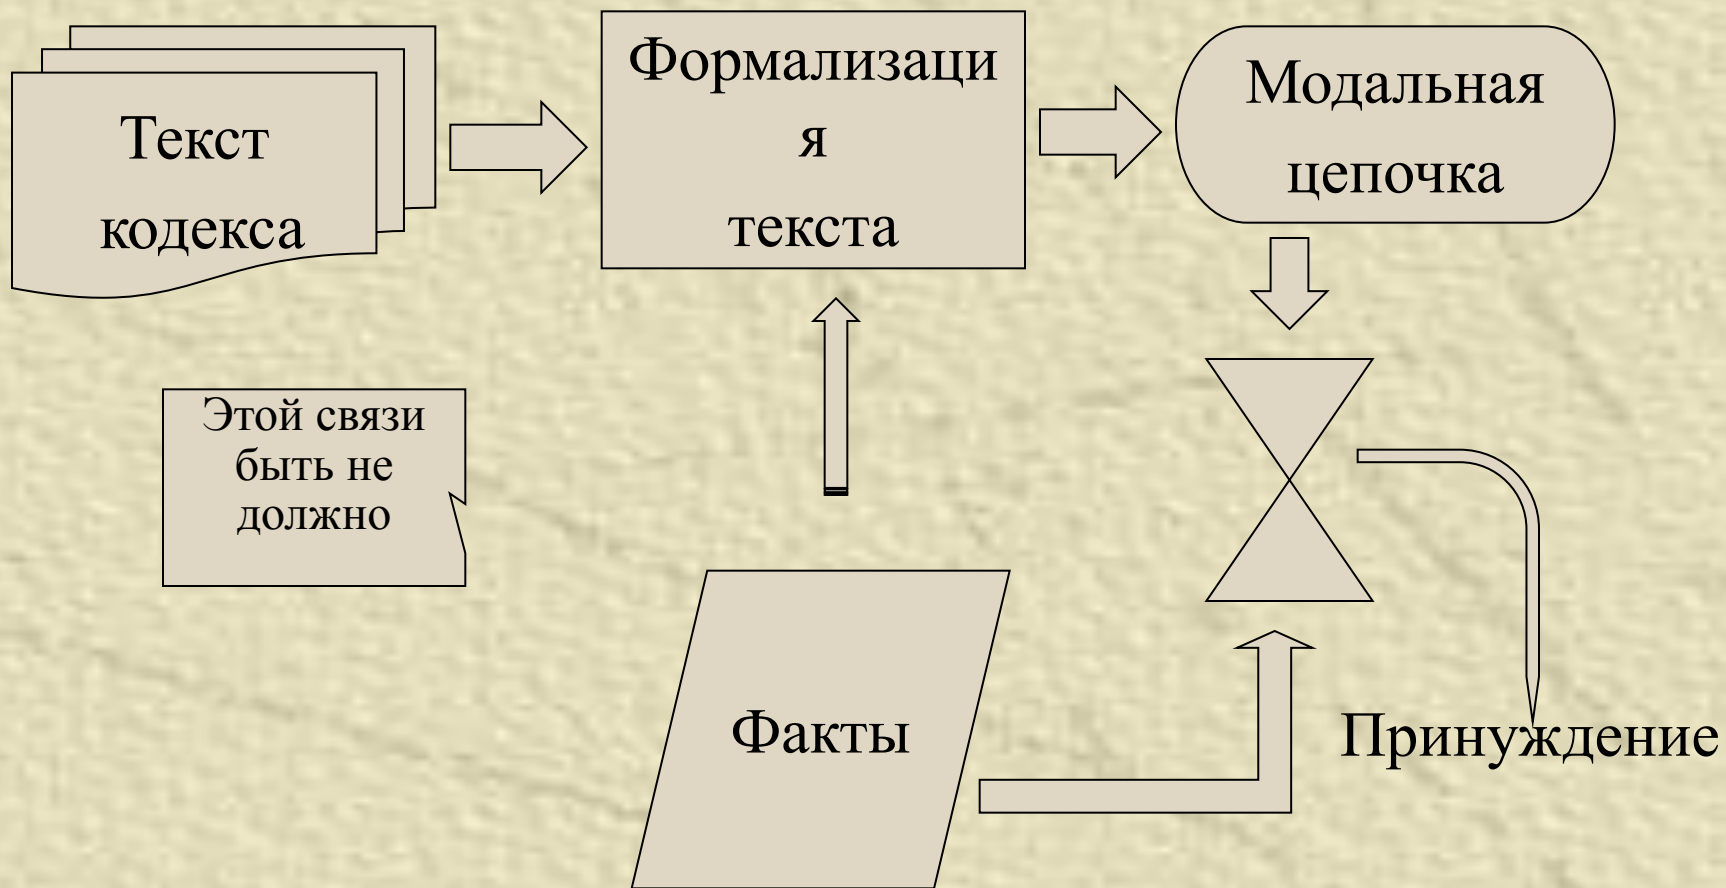 Текст
кодекса
Формализаци
я
текста
Модальная
цепочка
Этой связи
быть не
должно
Факты
Принуждение